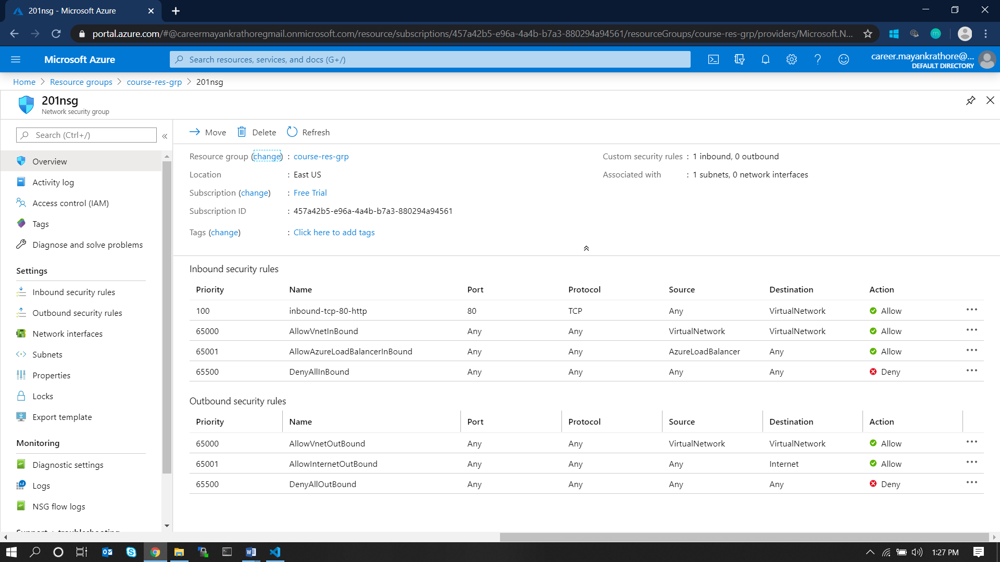 201nsg - Microsoft Azure
portal.azure.com/#@careermayankrathoregmail.onmicrosoft.com/resource/subscriptions/457a42b5-e96a-4a4b-b7a3-880294a94561/resourceGroups/course-res-grp/providers/Microsoft.N...
m
Microsoft Azure
Search resources, services, and docs (G+/)
career.mayankrathore@...
DEFAULT DIRECTORY
Home > Resource groups > course-res-grp > 201nsg
201nsg
Network security group
Search (Ctrl+/)
«
Move Delete Refresh
Overview
Activity log
Access control (IAM)
Tags
Diagnose and solve problems
Settings
Inbound security rules
Outbound security rules
Network interfaces
Subnets
Properties
Locks
Export template
Monitoring
Diagnostic settings
Logs
NSG flow logs
Support + troubleshooting
Resource group (change) : course-res-grp
Location : East US
Subscription (change) : Free Trial
Subscription ID : 457a42b5-e96a-4a4b-b7a3-880294a94561
Tags (change) : Click here to add tags
Custom security rules : 1 inbound, 0 outbound
Associated with : 1 subnets, 0 network interfaces
Inbound security rules
Priority Name Port Protocol Source Destination Action
100 inbound-tcp-80-http 80 TCP Any VirtualNetwork Allow ...
65000 AllowVnetInBound Any Any VirtualNetwork VirtualNetwork Allow ...
65001 AllowAzureLoadBalancerInBound Any Any AzureLoadBalancer Any Allow ...
65500 DenyAllInBound Any Any Any Any Deny ...
Outbound security rules
Priority Name Port Protocol Source Destination Action
65000 AllowVnetOutBound Any Any VirtualNetwork VirtualNetwork Allow ...
65001 AllowInternetOutBound Any Any Any Internet Allow ...
65500 DenyAllOutBound Any Any Any Any Deny ...
1:27 PM